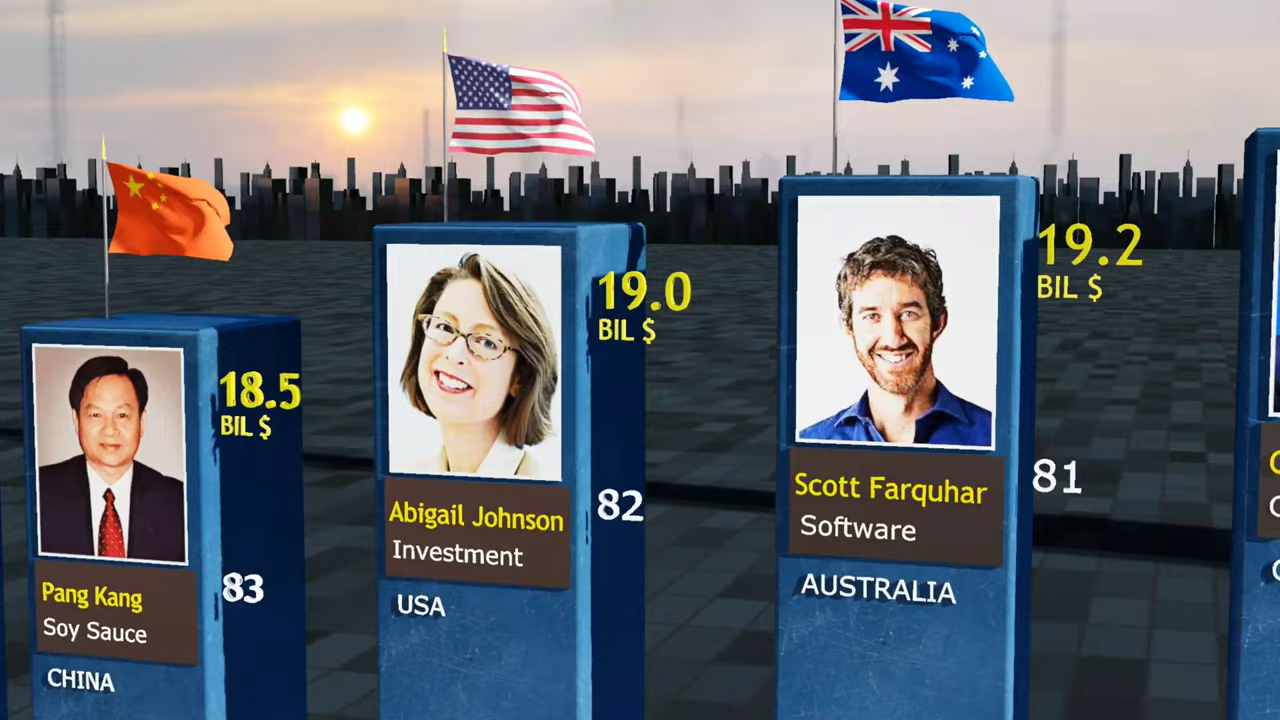 18.5
BIL $
83
Pang Kang
Soy Sauce
CHINA
19.0
BIL $
82
Abigail Johnson
Investment
USA
19.2
BIL $
81
Scott Farquhar
Software
AUSTRALIA